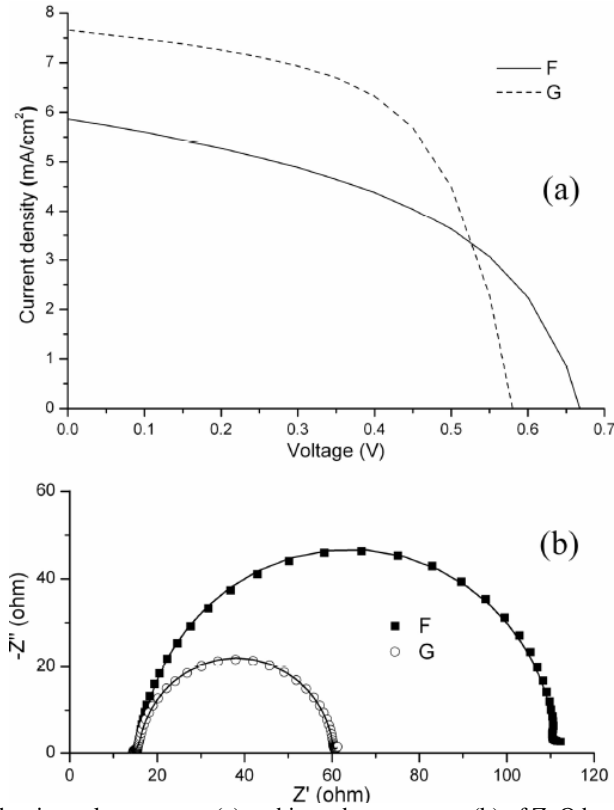 8
7
6
5
4
3
2
1
0
Current density (mA/cm²)
F
G
(a)
0.0 0.1 0.2 0.3 0.4 0.5 0.6 0.7
Voltage (V)
60
40
20
0
-Z'' (ohm)
(b)
F
G
0 20 40 60 80 100 120
Z' (ohm)
(a) (b) of